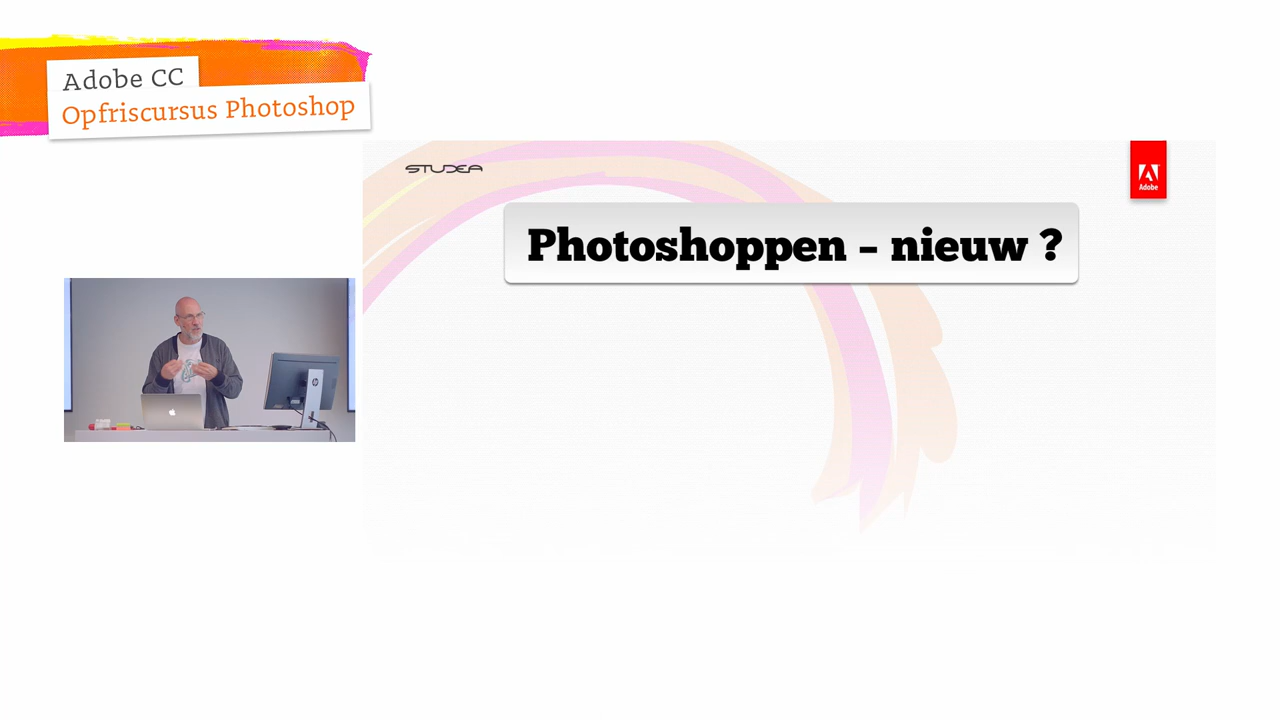 Adobe CC
Opfriscursus Photoshop
STUDEA
Adobe
Photoshoppen – nieuw ?